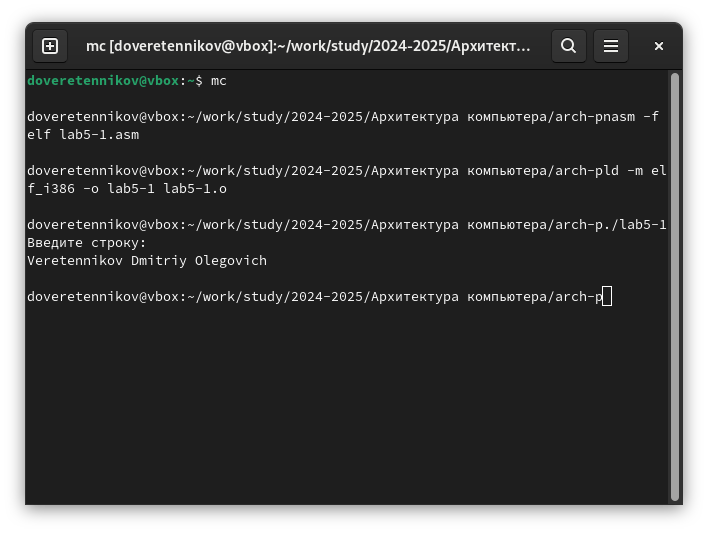 mc [doveretennikov@vbox]:~/work/study/2024-2025/Архитект...
doveretennikov@vbox:~$ mc
doveretennikov@vbox:~/work/study/2024-2025/Архитектура компьютера/arch-pnasm -f
elf lab5-1.asm
doveretennikov@vbox:~/work/study/2024-2025/Архитектура компьютера/arch-pld -m el
f_i386 -o lab5-1 lab5-1.o
doveretennikov@vbox:~/work/study/2024-2025/Архитектура компьютера/arch-p./lab5-1
Введите строку:
Veretennikov Dmitriy Olegovich
doveretennikov@vbox:~/work/study/2024-2025/Архитектура компьютера/arch-p